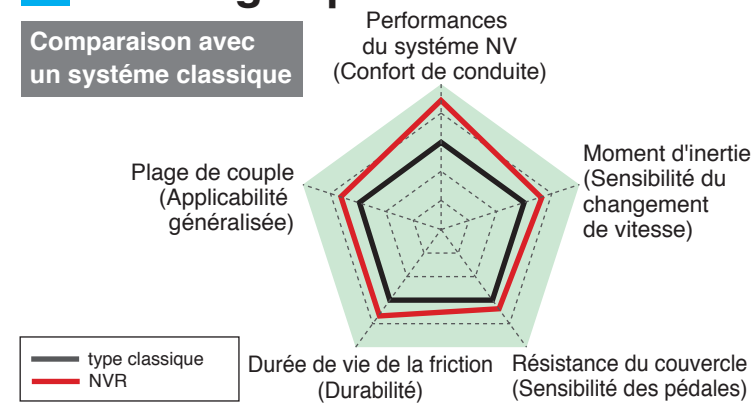 Comparaison avec
un systéme classique
Performances
du systéme NV
(Confort de conduite)
Moment d'inertie
(Sensibilité du
changement
de vitesse)
Plage de couple
(Applicabilité
généralisée)
Durée de vie de la friction
(Durabilité)
Résistance du couvercle
(Sensibilité des pédales)
type classique
NVR